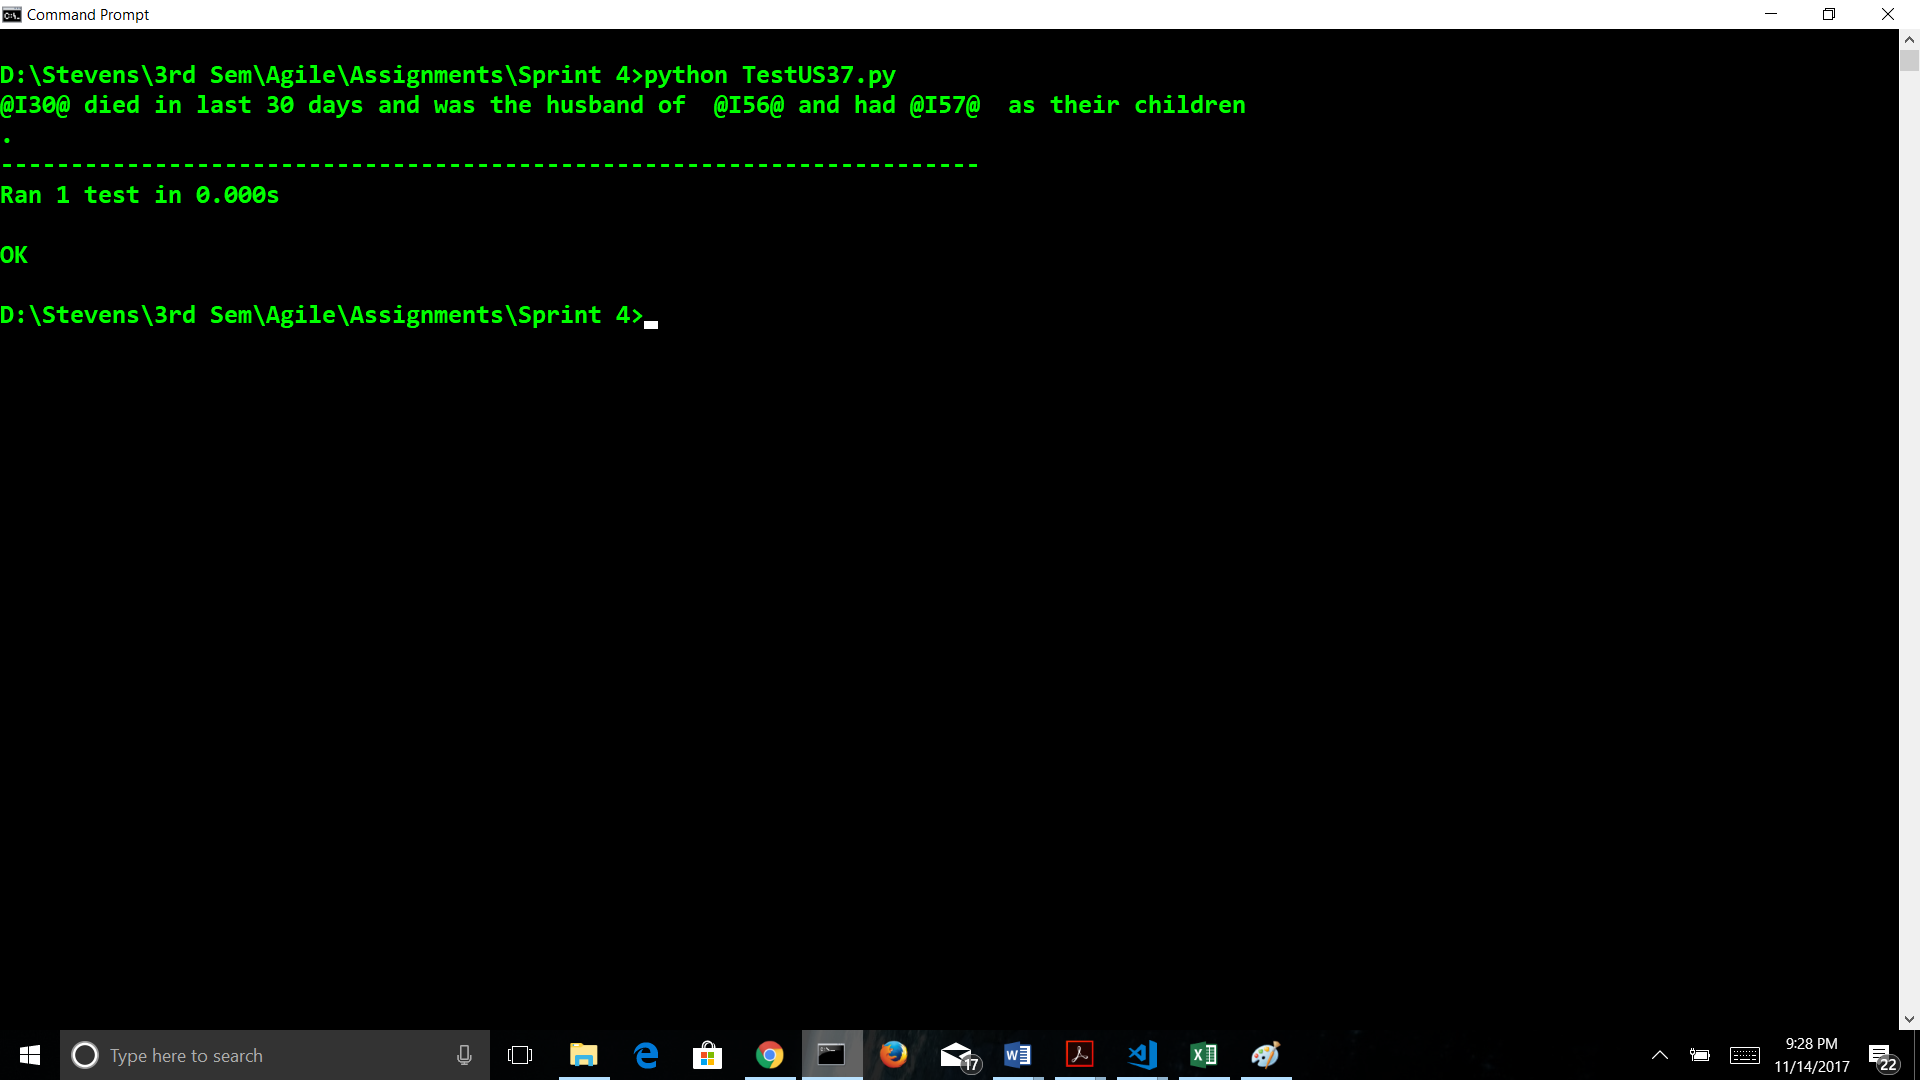 Command Prompt
D:\Stevens\3rd Sem\Agile\Assignments\Sprint 4>python TestUS37.py
@I30@ died in last 30 days and was the husband of  @I56@ and had @I57@  as their children
.
----------------------------------------------------------------------
Ran 1 test in 0.000s
OK
D:\Stevens\3rd Sem\Agile\Assignments\Sprint 4>
Type here to search
17
9:28 PM
11/14/2017
22